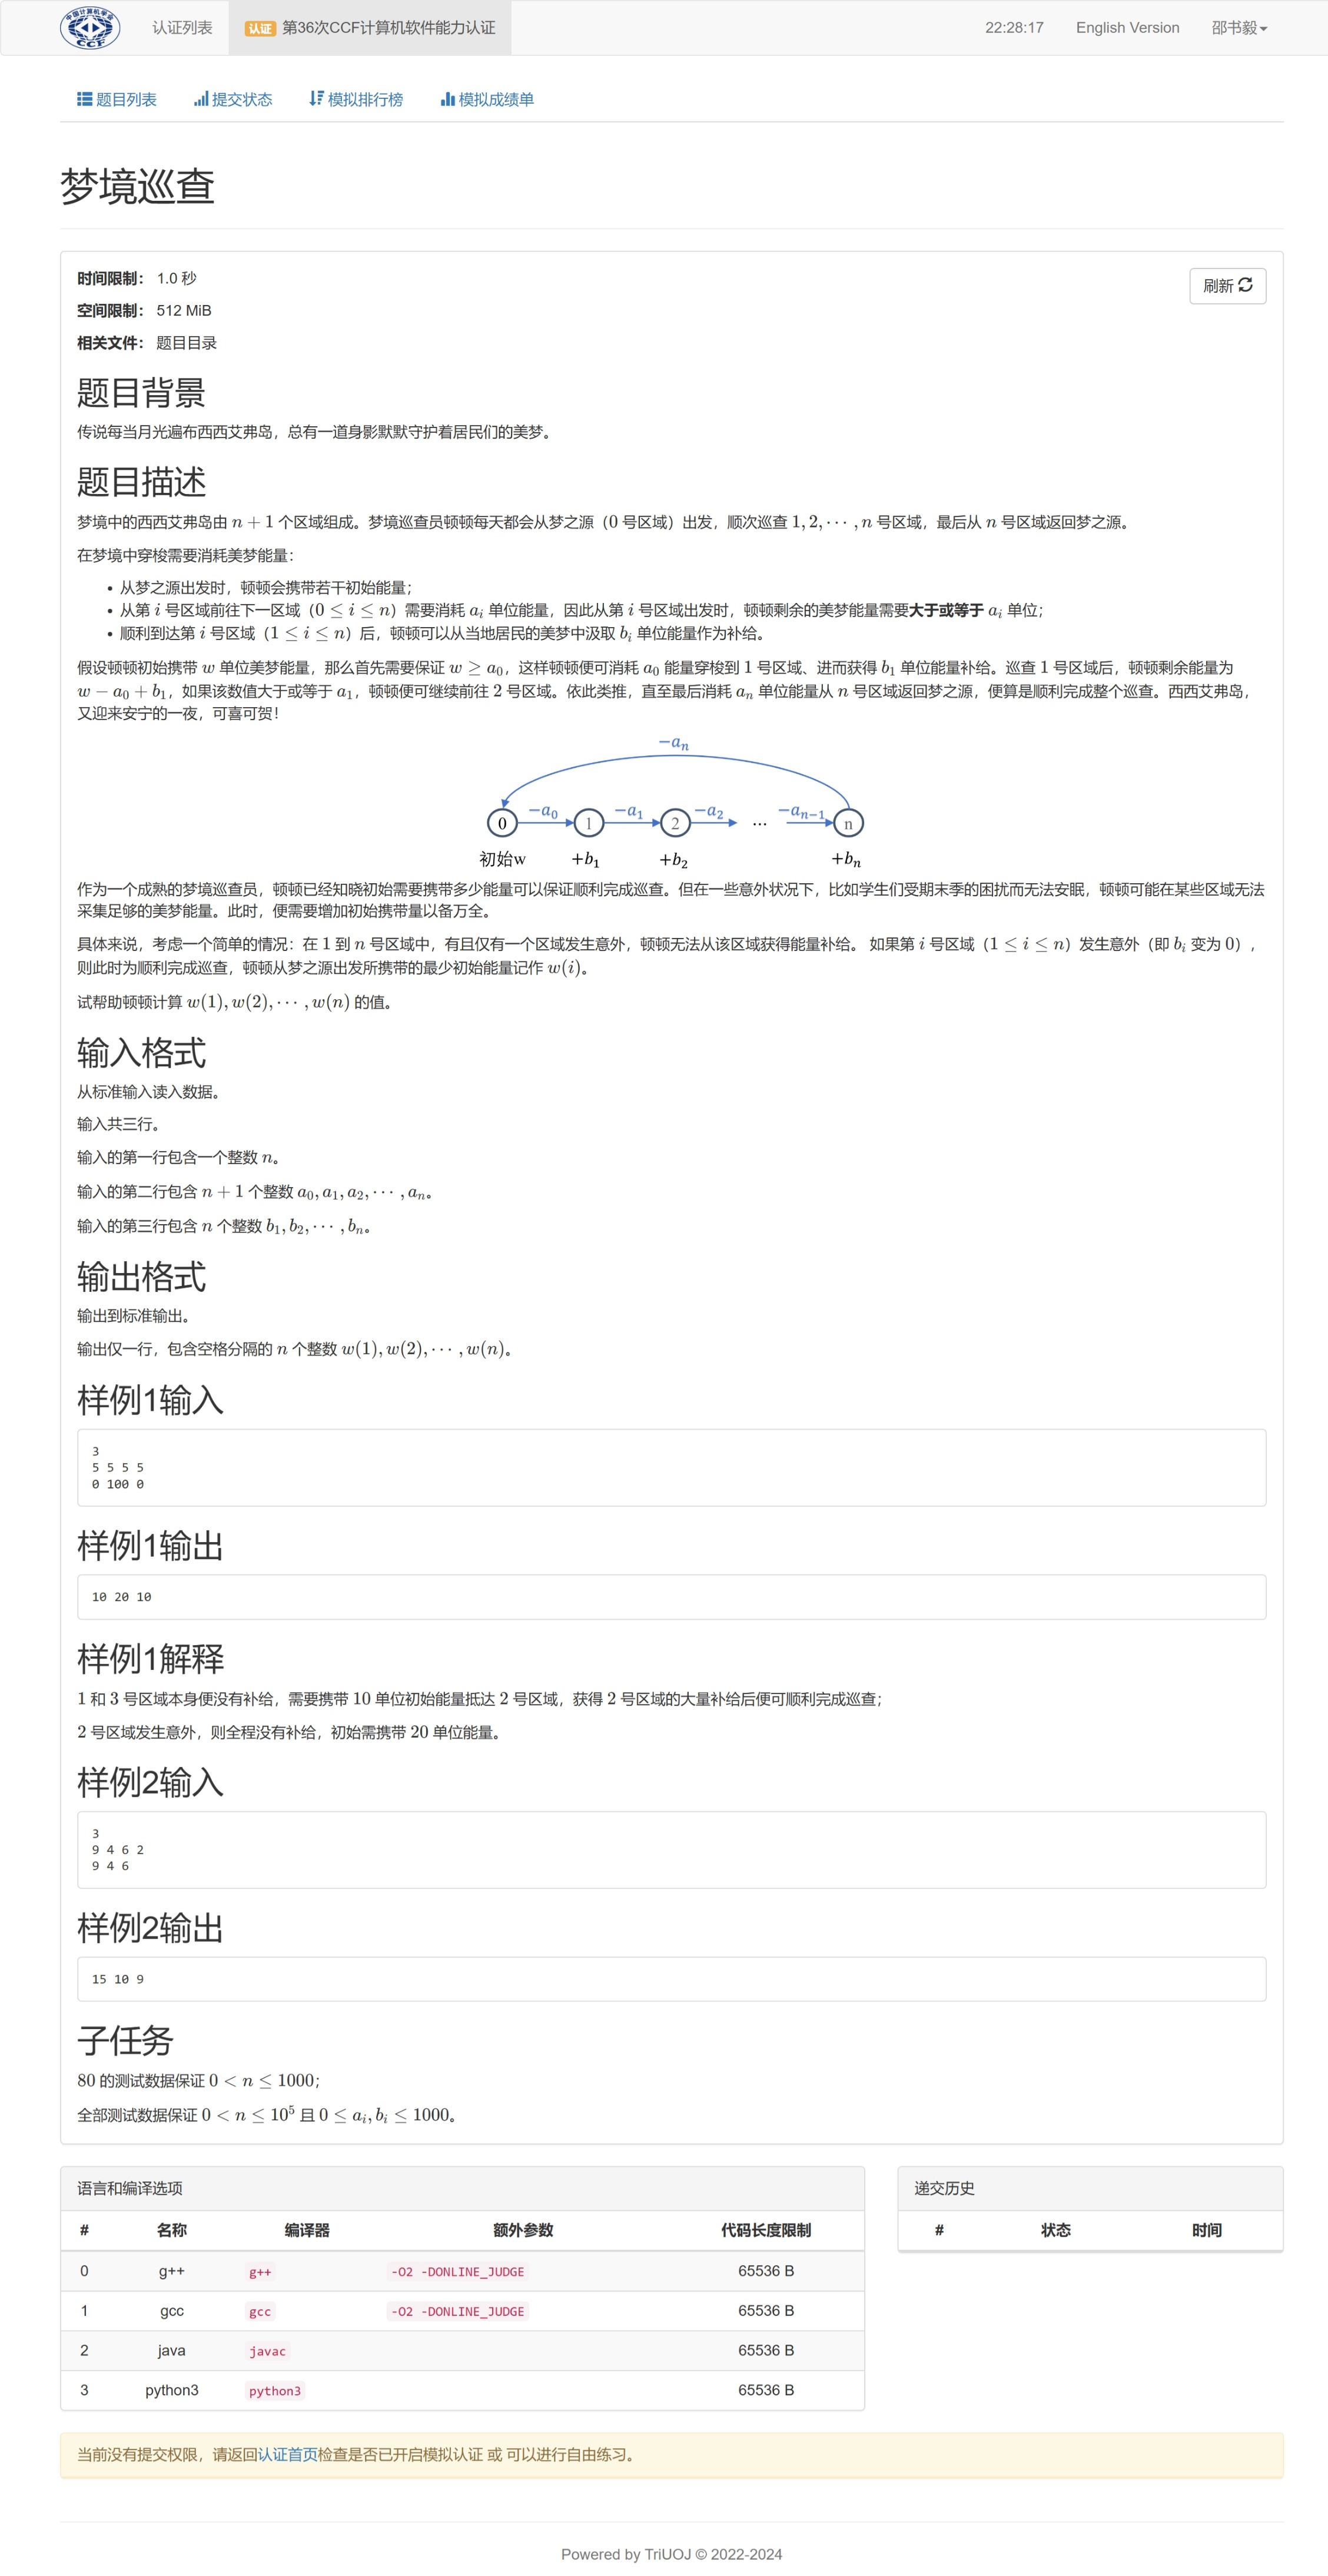 中国计算机学会
CCF
认证列表
认证 第36次CCF计算机软件能力认证
22:28:17
English Version
邵书毅
题目列表
提交状态
模拟排行榜
模拟成绩单
梦境巡查
时间限制： 1.0 秒
刷新
空间限制： 512 MiB
相关文件： 题目目录
题目背景
传说每当月光遍布西西艾弗岛，总有一道身影默默守护着居民们的美梦。
题目描述
梦境中的西西艾弗岛由 n + 1 个区域组成。梦境巡查员顿顿每天都会从梦之源（0 号区域）出发，顺次巡查 1, 2, ⋯ , n 号区域，最后从 n 号区域返回梦之源。
在梦境中穿梭需要消耗美梦能量：
• 从梦之源出发时，顿顿会携带若干初始能量；
• 从第 i 号区域前往下一区域（0 ≤ i ≤ n）需要消耗 a_i 单位能量，因此从第 i 号区域出发时，顿顿剩余的美梦能量需要大于或等于 a_i 单位；
• 顺利到达第 i 号区域（1 ≤ i ≤ n）后，顿顿可以从当地居民的美梦中汲取 b_i 单位能量作为补给。
假设顿顿初始携带 w 单位美梦能量，那么首先需要保证 w ≥ a_0，这样顿顿便可消耗 a_0 能量穿梭到 1 号区域、进而获得 b_1 单位能量补给。巡查 1 号区域后，顿顿剩余能量为
w − a_0 + b_1，如果该数值大于或等于 a_1，顿顿便可继续前往 2 号区域。依此类推，直至最后消耗 a_n 单位能量从 n 号区域返回梦之源，便算是顺利完成整个巡查。西西艾弗岛，
又迎来安宁的一夜，可喜可贺！
−a_n
−a_0 −a_1 −a_2 −a_{n−1}
0 1 2 … n
初始w +b_1 +b_2 +b_n
作为一个成熟的梦境巡查员，顿顿已经知晓初始需要携带多少能量可以保证顺利完成巡查。但在一些意外状况下，比如学生们受期末季的困扰而无法安眠，顿顿可能在某些区域无法
采集足够的美梦能量。此时，便需要增加初始携带量以备万全。
具体来说，考虑一个简单的情况：在 1 到 n 号区域中，有且仅有一个区域发生意外，顿顿无法从该区域获得能量补给。 如果第 i 号区域（1 ≤ i ≤ n）发生意外（即 b_i 变为 0），
则此时为顺利完成巡查，顿顿从梦之源出发所携带的最少初始能量记作 w(i)。
试帮助顿顿计算 w(1), w(2), ⋯ , w(n) 的值。
输入格式
从标准输入读入数据。
输入共三行。
输入的第一行包含一个整数 n。
输入的第二行包含 n + 1 个整数 a_0, a_1, a_2, ⋯ , a_n。
输入的第三行包含 n 个整数 b_1, b_2, ⋯ , b_n。
输出格式
输出到标准输出。
输出仅一行，包含空格分隔的 n 个整数 w(1), w(2), ⋯ , w(n)。
样例1输入
3
5 5 5 5
0 100 0
样例1输出
10 20 10
样例1解释
1 和 3 号区域本身便没有补给，需要携带 10 单位初始能量抵达 2 号区域，获得 2 号区域的大量补给后便可顺利完成巡查；
2 号区域发生意外，则全程没有补给，初始需携带 20 单位能量。
样例2输入
3
9 4 6 2
9 4 6
样例2输出
15 10 9
子任务
80 的测试数据保证 0 < n ≤ 1000；
全部测试数据保证 0 < n ≤ 10^5 且 0 ≤ a_i, b_i ≤ 1000。
语言和编译选项
# 名称 编译器 额外参数 代码长度限制
0 g++ g++ -O2 -DONLINE_JUDGE 65536 B
1 gcc gcc -O2 -DONLINE_JUDGE 65536 B
2 java javac 65536 B
3 python3 python3 65536 B
递交历史
# 状态 时间
当前没有提交权限，请返回认证首页检查是否已开启模拟认证 或 可以进行自由练习。
Powered by TriUOJ © 2022-2024